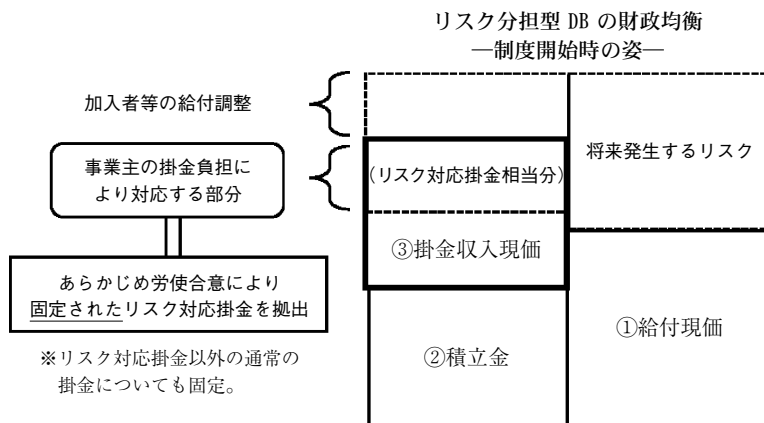 リスク分担型 DB の財政均衡
―制度開始時の姿―
加入者等の給付調整
事業主の掛金負担に
より対応する部分
あらかじめ労使合意により
固定されたリスク対応掛金を拠出
※リスク対応掛金以外の通常の
掛金についても固定。
(リスク対応掛金相当分)
③掛金収入現価
②積立金
将来発生するリスク
①給付現価